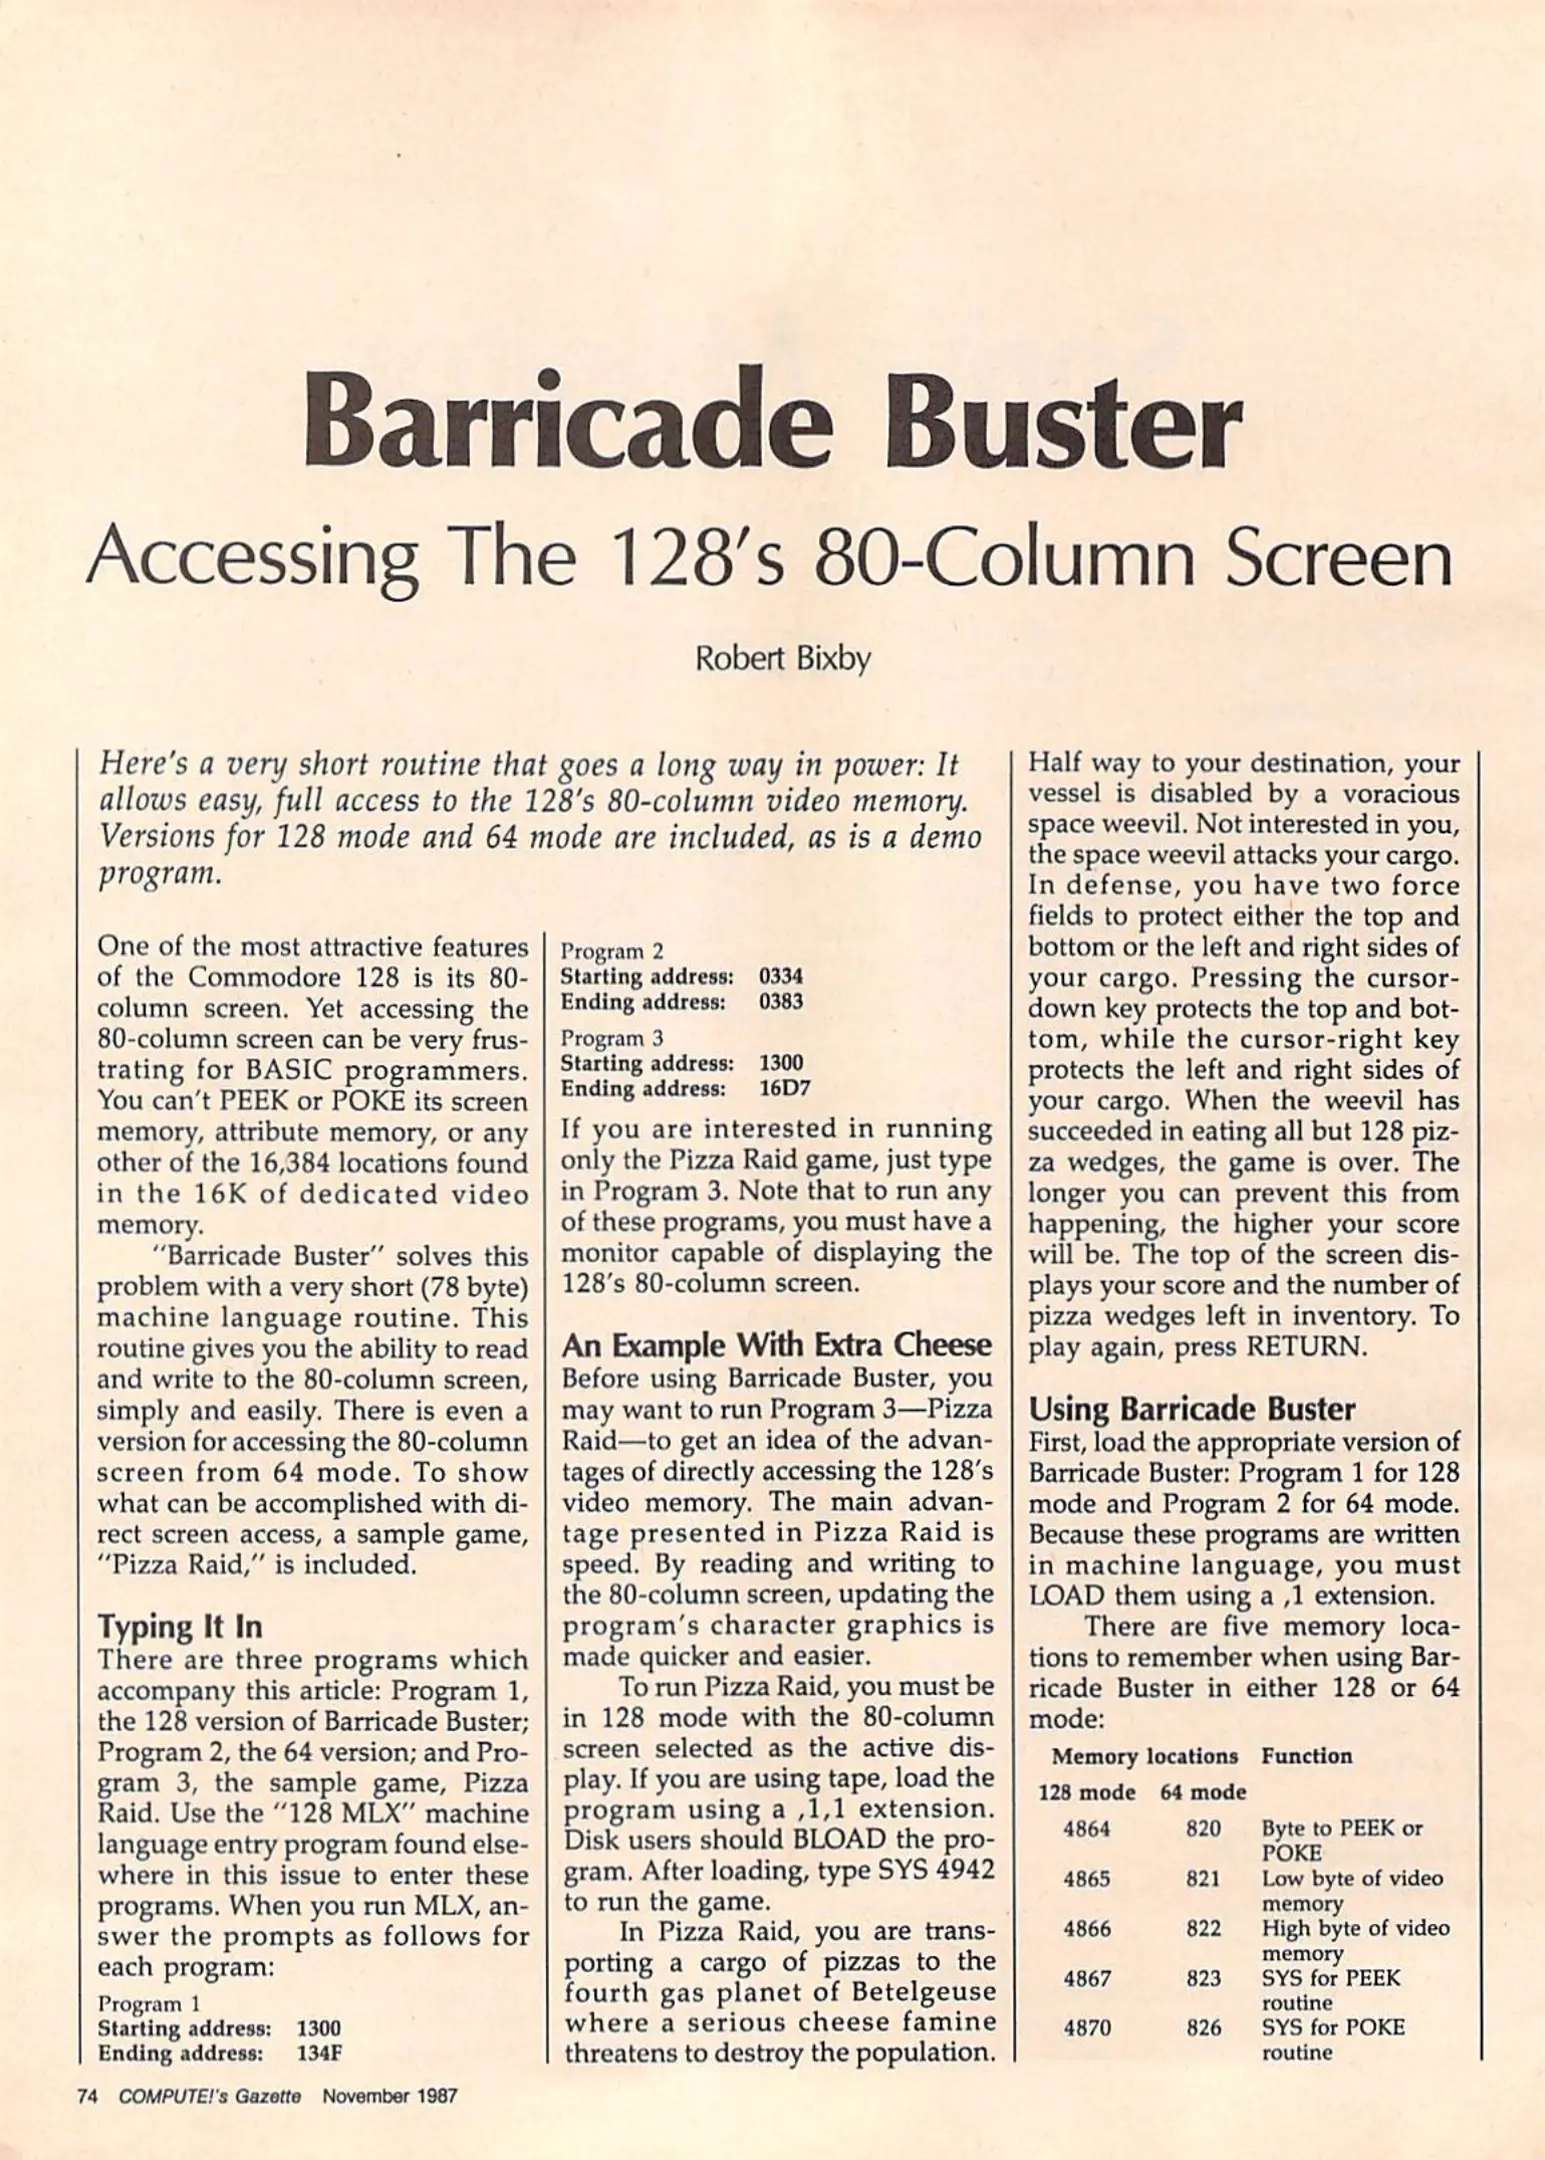 Barricade Buster
Accessing The 128's 80-Column Screen
Robert Bixby
Here's a very short routine that goes a long way in power: It
allows easy, full access to the 128's 80-column video memory.
Versions for 128 mode and 64 mode are included, as is a demo
program.
One of the most attractive features
of the Commodore 128 is its 80-
column screen. Yet accessing the
80-column screen can be very frus-
trating for BASIC programmers.
You can't PEEK or POKE its screen
memory, attribute memory, or any
other of the 16,384 locations found
in the 16K of dedicated video
memory.
"Barricade Buster" solves this
problem with a very short (78 byte)
machine language routine. This
routine gives you the ability to read
and write to the 80-column screen,
simply and easily. There is even a
version for accessing the 80-column
screen from 64 mode. To show
what can be accomplished with di-
rect screen access, a sample game,
"Pizza Raid," is included.
Typing It In
There are three programs which
accompany this article: Program 1,
the 128 version of Barricade Buster;
Program 2, the 64 version; and Pro-
gram 3, the sample game, Pizza
Raid. Use the "128 MLX" machine
language entry program found else-
where in this issue to enter these
programs. When you run MLX, an-
swer the prompts as follows for
each program:
Program 1
Starting address: 1300
Ending address: 134F
Program 2
Starting address: 0334
Ending address: 0383
Program 3
Starting address: 1300
Ending address: 16D7
If you are interested in running
only the Pizza Raid game, just type
in Program 3. Note that to run any
of these programs, you must have a
monitor capable of displaying the
128's 80-column screen.
An Example With Extra Cheese
Before using Barricade Buster, you
may want to run Program 3—Pizza
Raid—to get an idea of the advan-
tages of directly accessing the 128's
video memory. The main advan-
tage presented in Pizza Raid is
speed. By reading and writing to
the 80-column screen, updating the
program's character graphics is
made quicker and easier.
To run Pizza Raid, you must be
in 128 mode with the 80-column
screen selected as the active dis-
play. If you are using tape, load the
program using a ,1,1 extension.
Disk users should BLOAD the pro-
gram. After loading, type SYS 4942
to run the game.
In Pizza Raid, you are trans-
porting a cargo of pizzas to the
fourth gas planet of Betelgeuse
where a serious cheese famine
threatens to destroy the population.
Half way to your destination, your
vessel is disabled by a voracious
space weevil. Not interested in you,
the space weevil attacks your cargo.
In defense, you have two force
fields to protect either the top and
bottom or the left and right sides of
your cargo. Pressing the cursor-
down key protects the top and bot-
tom, while the cursor-right key
protects the left and right sides of
your cargo. When the weevil has
succeeded in eating all but 128 piz-
za wedges, the game is over. The
longer you can prevent this from
happening, the higher your score
will be. The top of the screen dis-
plays your score and the number of
pizza wedges left in inventory. To
play again, press RETURN.
Using Barricade Buster
First, load the appropriate version of
Barricade Buster: Program 1 for 128
mode and Program 2 for 64 mode.
Because these programs are written
in machine language, you must
LOAD them using a ,1 extension.
There are five memory loca-
tions to remember when using Bar-
ricade Buster in either 128 or 64
mode:
Memory locations Function
128 mode 64 mode
4864 820 Byte to PEEK or
POKE
4865 821 Low byte of video
memory
4866 822 High byte of video
memory
4867 823 SYS for PEEK
routine
4870 826 SYS for POKE
routine
74 COMPUTE!'s Gazette November 1987